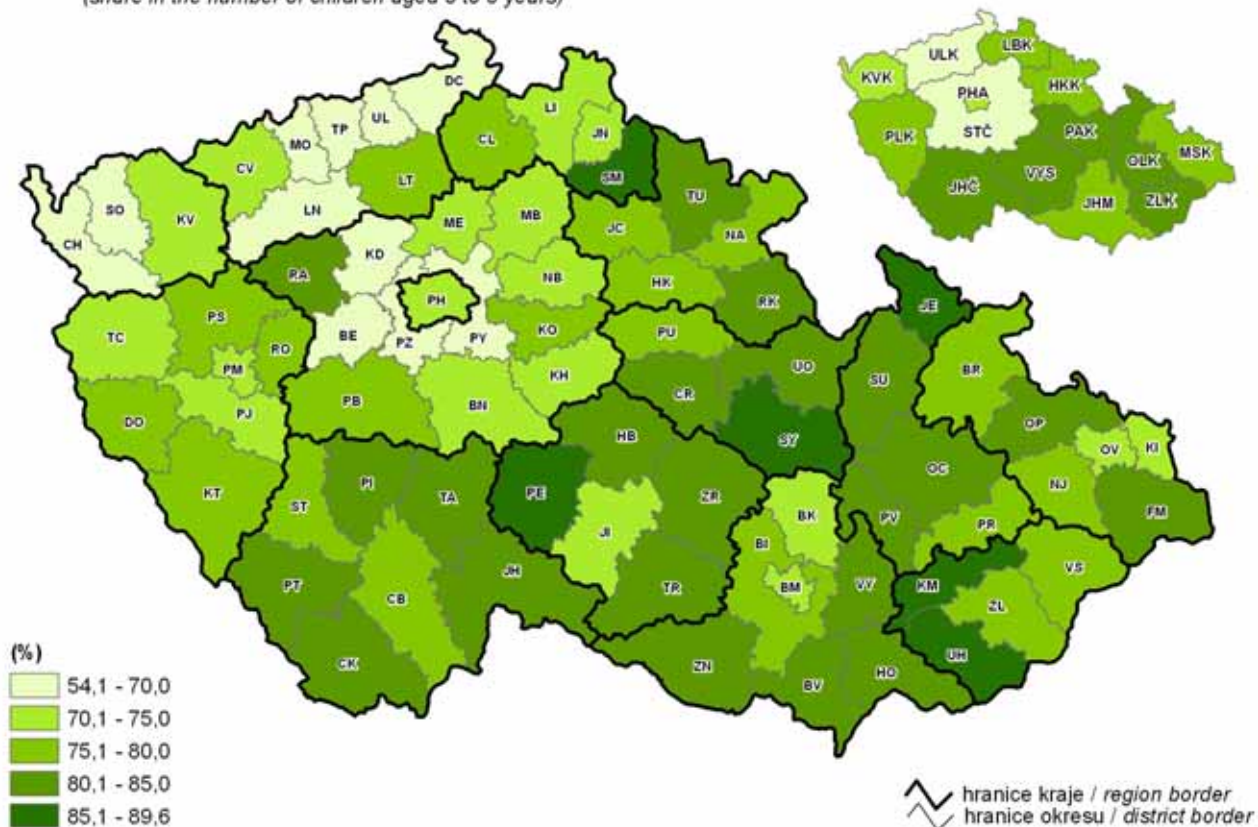 (share in the number of children aged 3 to 5 years)
DC
ULK
LBK
KVK
PHA
HKK
STČ
PLK
PAK
OLK
MSK
JHČ
VYS
JHM
ZLK
UL
TP
MO
LI
JN
CL
CV
LT
SM
TU
SO
KV
LN
ME
MB
JC
NA
CH
RA
KD
NB
HK
RK
JE
PH
TC
PS
BE
PZ
PY
KO
PU
RO
PM
UO
SU
BR
PJ
PB
BN
KH
CR
DO
SY
OP
HB
OV
KI
KT
ST
PI
TA
PE
ZR
OC
NJ
FM
BK
PV
PR
JI
BI
VS
PT
CB
JH
TR
BM
VY
KM
ZL
CK
ZN
BV
HO
UH
(%)
54,1 - 70,0
70,1 - 75,0
75,1 - 80,0
80,1 - 85,0
85,1 - 89,6
hranice kraje / region border
hranice okresu / district border